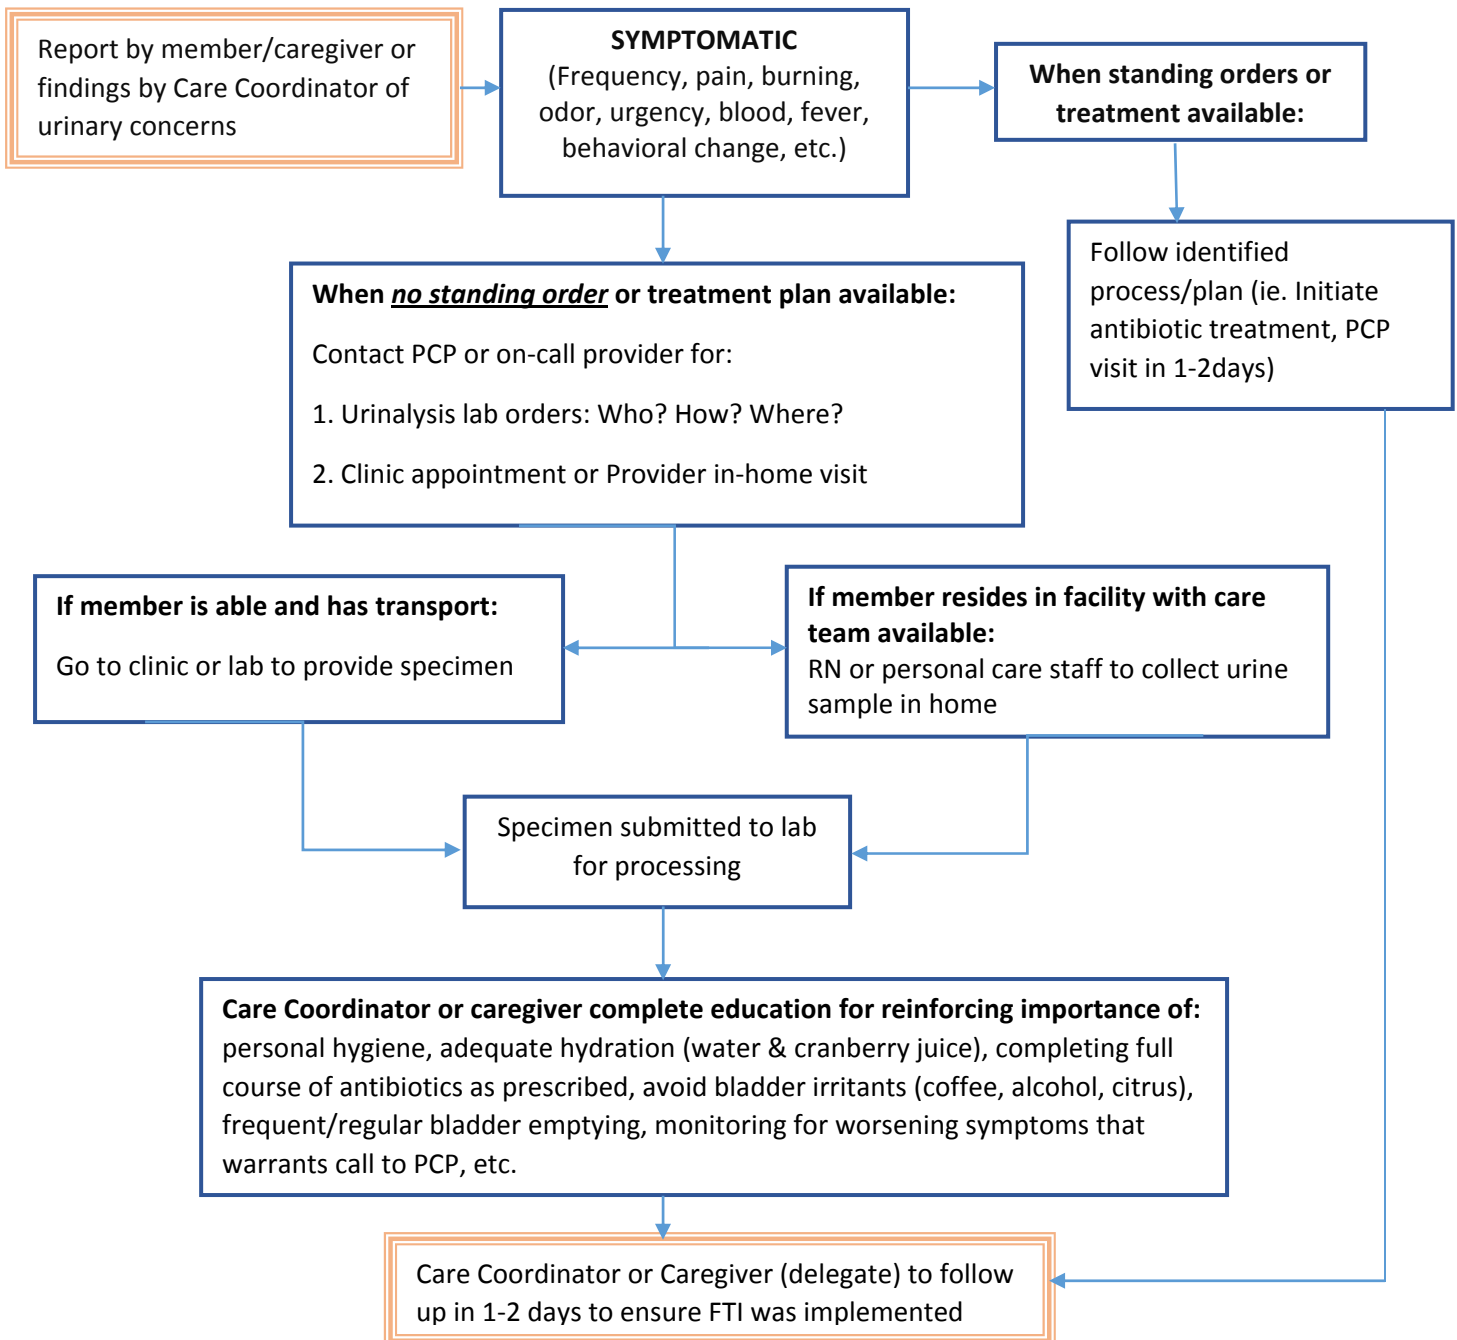 Report by member/caregiver or
findings by Care Coordinator of
urinary concerns
SYMPTOMATIC
(Frequency, pain, burning,
odor, urgency, blood, fever,
behavioral change, etc.)
When standing orders or
treatment available:
Follow identified
process/plan (ie. Initiate
antibiotic treatment, PCP
visit in 1-2days)
When no standing order or treatment plan available:
Contact PCP or on-call provider for:
1. Urinalysis lab orders: Who? How? Where?
2. Clinic appointment or Provider in-home visit
If member is able and has transport:
Go to clinic or lab to provide specimen
If member resides in facility with care
team available:
RN or personal care staff to collect urine
sample in home
Specimen submitted to lab
for processing
Care Coordinator or caregiver complete education for reinforcing importance of:
personal hygiene, adequate hydration (water & cranberry juice), completing full
course of antibiotics as prescribed, avoid bladder irritants (coffee, alcohol, citrus),
frequent/regular bladder emptying, monitoring for worsening symptoms that
warrants call to PCP, etc.
Care Coordinator or Caregiver (delegate) to follow
up in 1-2 days to ensure FTI was implemented